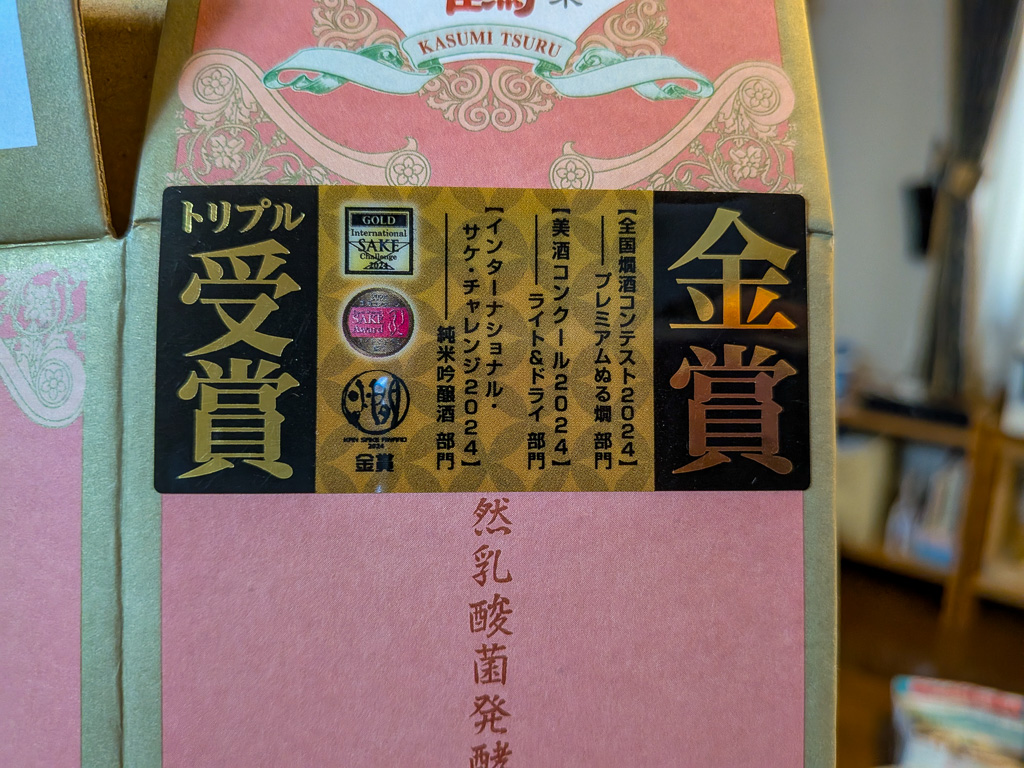 KASUMI TSURU
金賞
【全国燗酒コンテスト2024】
プレミアムぬる燗 部門
【美酒コンクール2024】
ライト&ドライ 部門
【インターナショナル・
サケ・チャレンジ2024】
純米吟醸酒 部門
GOLD
International
SAKE
Challenge
2024
SAKE
Award
KAN SAKE AWARD
2024
金賞
トリプル
受賞
然乳酸菌発酵